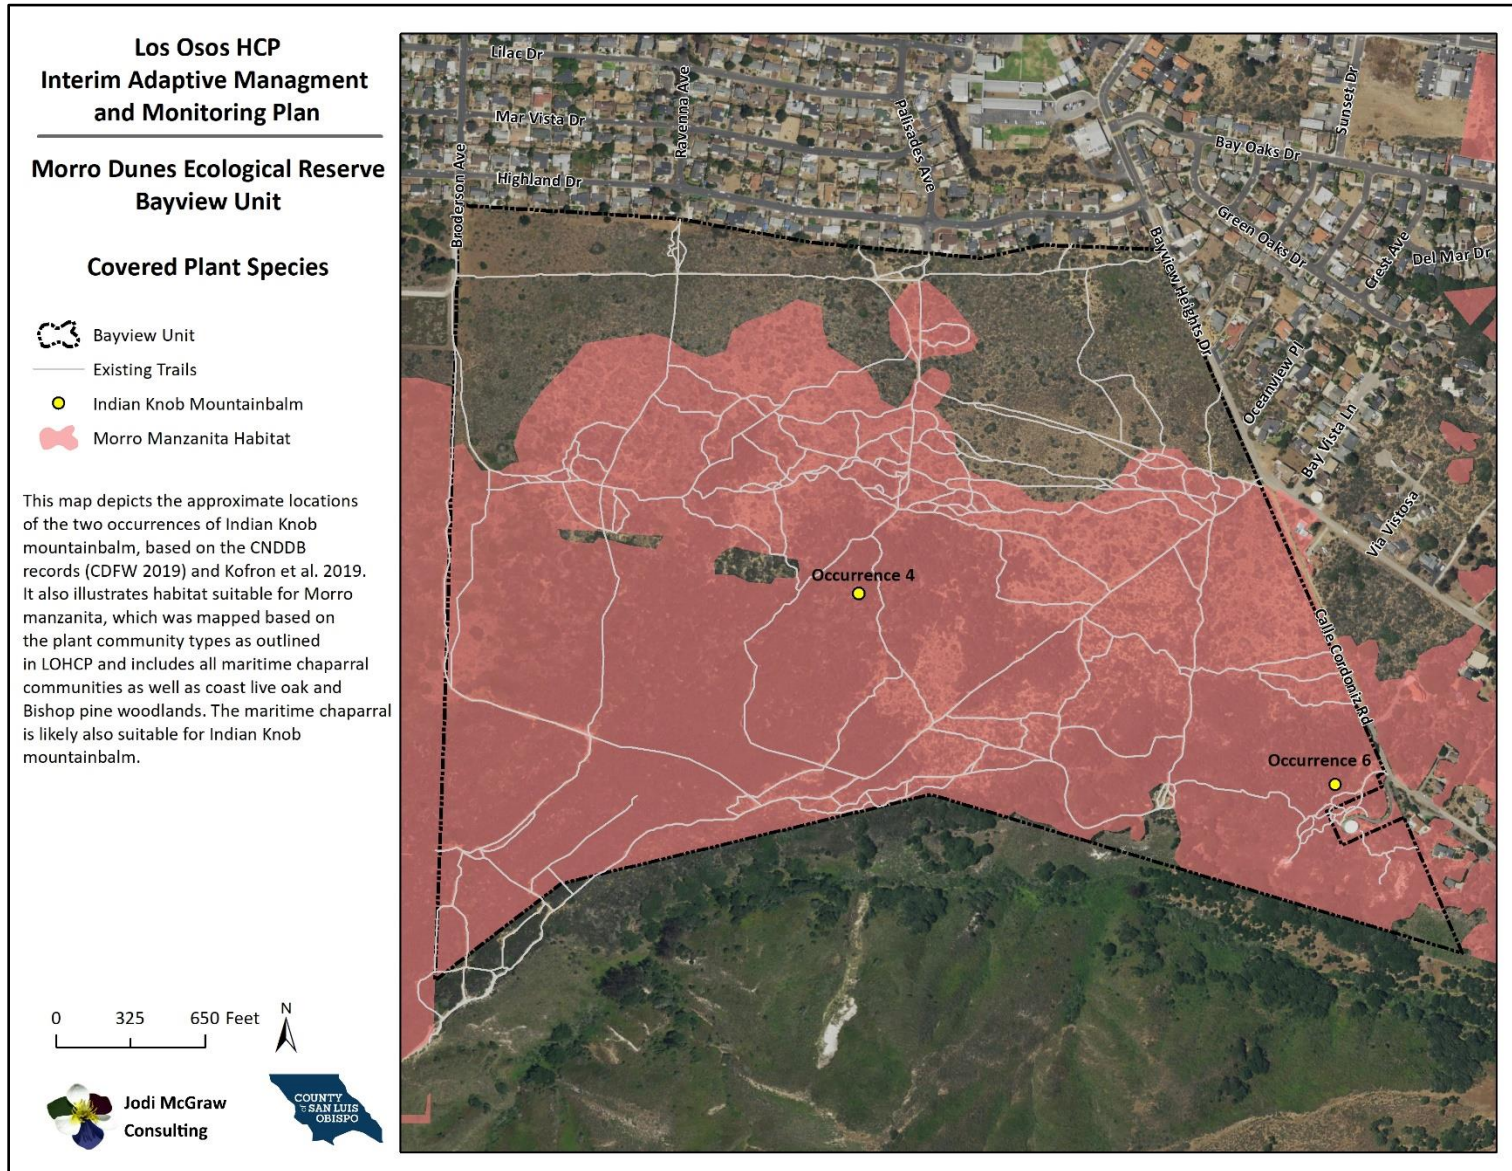 Los Osos HCP
Interim Adaptive Managment
and Monitoring Plan
Morro Dunes Ecological Reserve
Bayview Unit
Covered Plant Species
Bayview Unit
Existing Trails
Indian Knob Mountainbalm
Morro Manzanita Habitat
This map depicts the approximate locations
of the two occurrences of Indian Knob
mountainbalm, based on the CNDDB
records (CDFW 2019) and Kofron et al. 2019.
It also illustrates habitat suitable for Morro
manzanita, which was mapped based on
the plant community types as outlined
in LOHCP and includes all maritime chaparral
communities as well as coast live oak and
Bishop pine woodlands. The maritime chaparral
is likely also suitable for Indian Knob
mountainbalm.
0 325 650 Feet
N
Jodi McGraw
Consulting
COUNTY
OF SAN LUIS
OBISPO
Lilac Dr
Mar Vista Dr
Highland Dr
Broderson Ave
Ravenna Ave
Palisades Ave
Sunset Dr
Bay Oaks Dr
Green Oaks Dr
Crest Ave
Del Mar Dr
Bayview Heights Dr
Oceanview Pl
Bay Vista Ln
Via Vistosa
Calle Cordoniz Rd
Occurrence 4
Occurrence 6